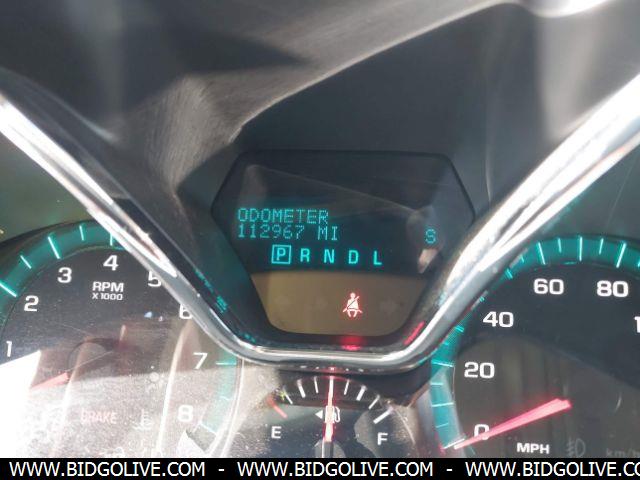 ODOMETER
112967 MI S
P R N D L
1 2 3 4 5 6 7 8
RPM
X1000
BRAKE
E F
0 20 40 60 80
MPH
km/h
WWW.BIDGOLIVE.COM - WWW.BIDGOLIVE.COM - WWW.BIDGOLIVE.COM